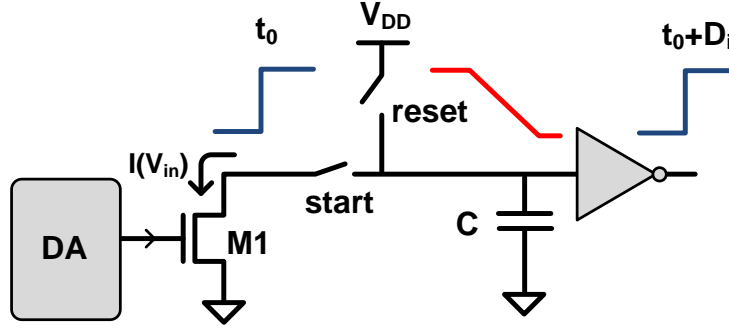 t₀
V_DD
t₀+D_i
reset
I(V_in)
start
DA
M1
C